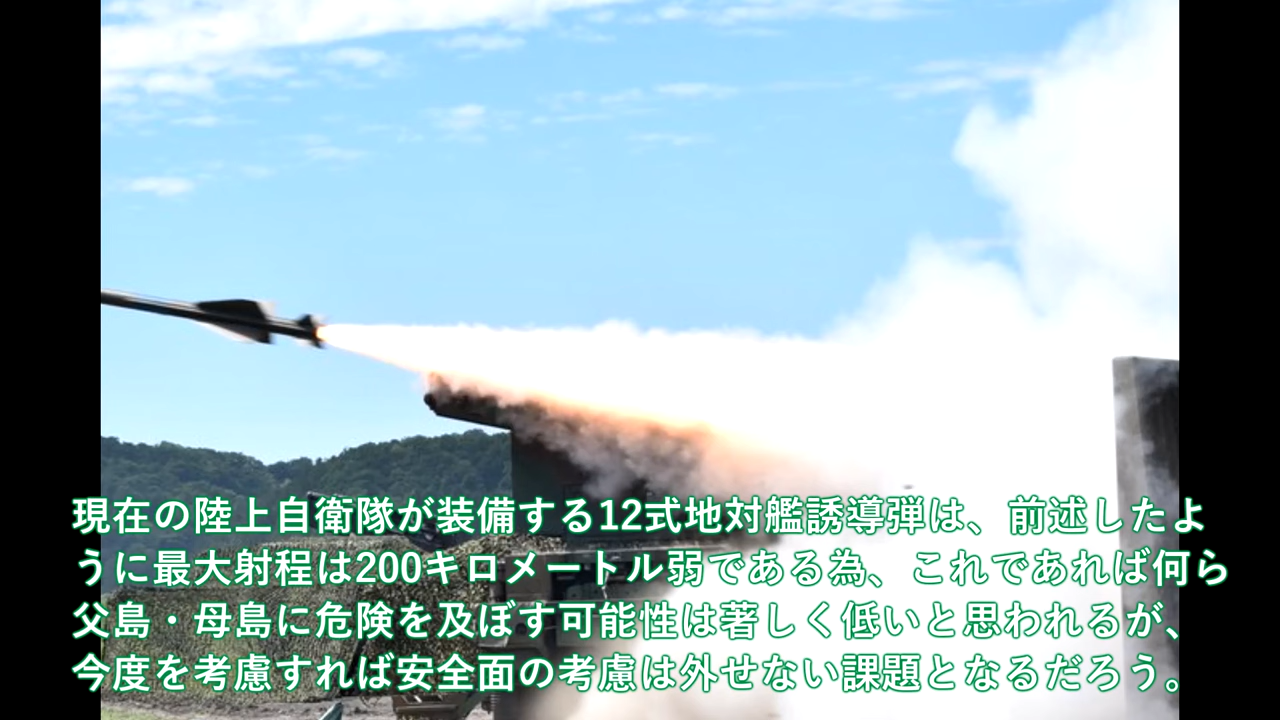 現在の陸上自衛隊が装備する12式地対艦誘導弾は、前述したよ
うに最大射程は200キロメートル弱である為、これであれば何ら
父島・母島に危険を及ぼす可能性は著しく低いと思われるが、
今度を考慮すれば安全面の考慮は外せない課題となるだろう。